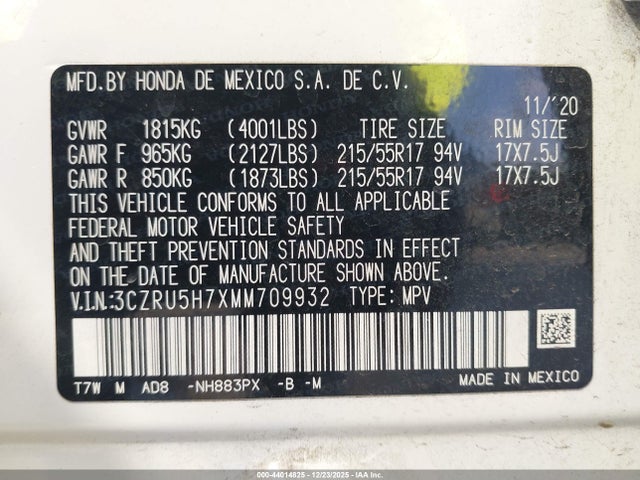 MFD.BY HONDA DE MEXICO S.A. DE C.V.
11/'20
GVWR 1815KG (4001LBS) TIRE SIZE RIM SIZE
GAWR F 965KG (2127LBS) 215/55R17 94V 17X7.5J
GAWR R 850KG (1873LBS) 215/55R17 94V 17X7.5J
THIS VEHICLE CONFORMS TO ALL APPLICABLE
FEDERAL MOTOR VEHICLE SAFETY
AND THEFT PREVENTION STANDARDS IN EFFECT
ON THE DATE OF MANUFACTURE SHOWN ABOVE.
V.I.N:3CZRU5H7XMM709932 TYPE: MPV
T7W M AD8 -NH883PX -B -M
MADE IN MEXICO
000-44014825 - 12/23/2025 - IAAI.COM